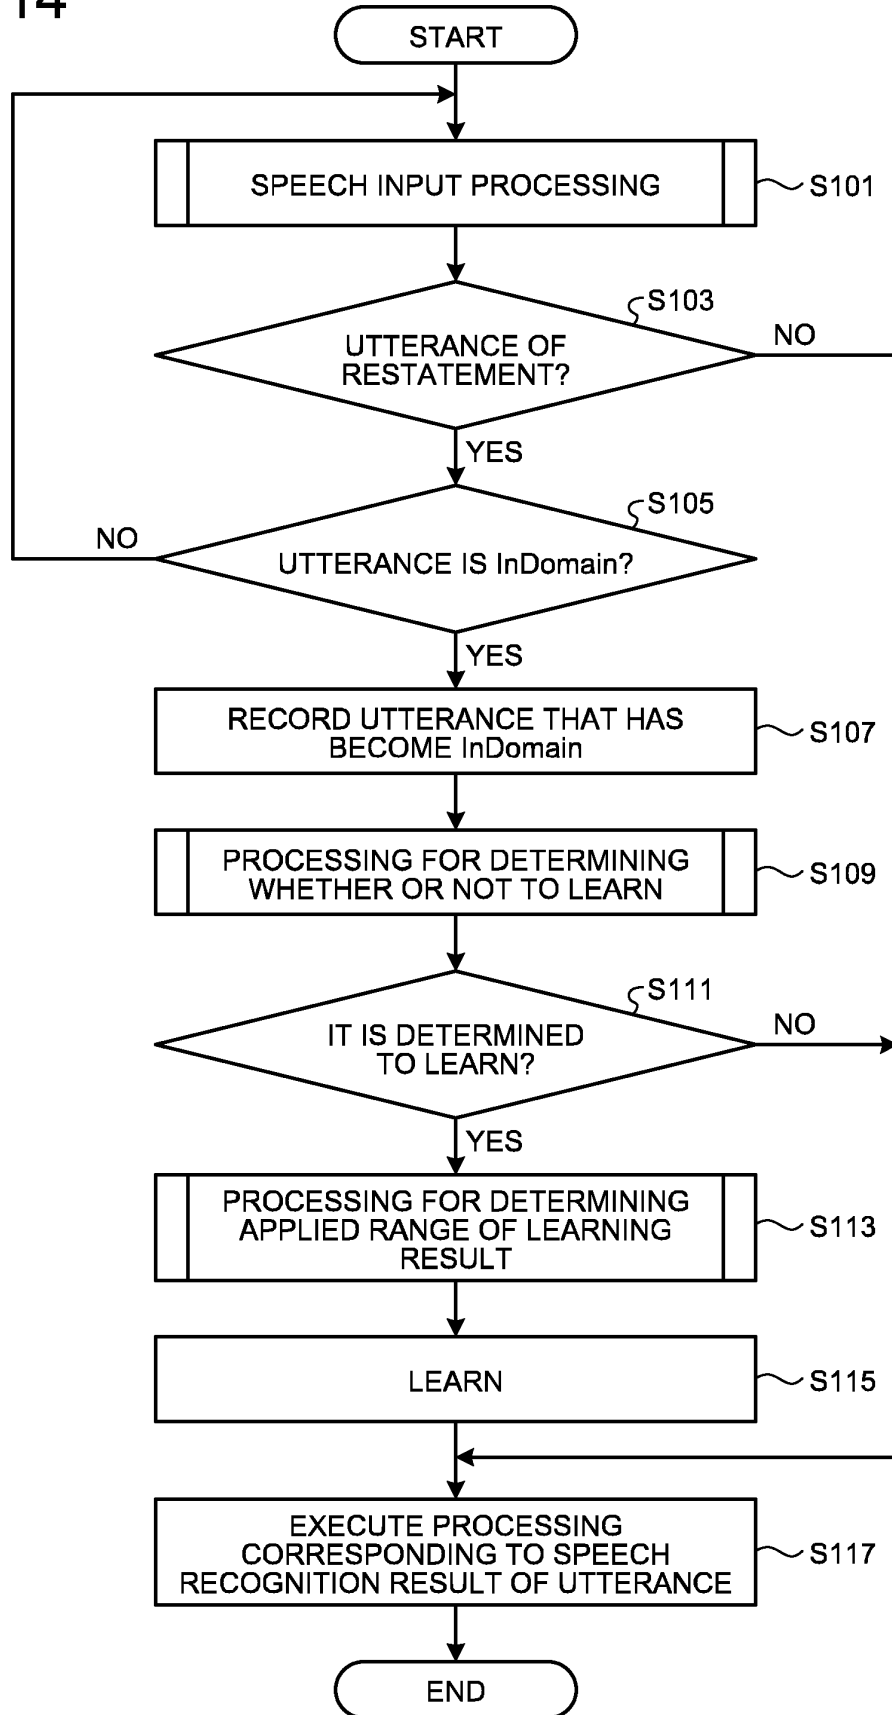 14
START
SPEECH INPUT PROCESSING
S101
S103
UTTERANCE OF
RESTATEMENT?
NO
YES
S105
NO
UTTERANCE IS InDomain?
YES
RECORD UTTERANCE THAT HAS
BECOME InDomain
S107
PROCESSING FOR DETERMINING
WHETHER OR NOT TO LEARN
S109
S111
IT IS DETERMINED
TO LEARN?
NO
YES
PROCESSING FOR DETERMINING
APPLIED RANGE OF LEARNING
RESULT
S113
LEARN
S115
EXECUTE PROCESSING
CORRESPONDING TO SPEECH
RECOGNITION RESULT OF UTTERANCE
S117
END